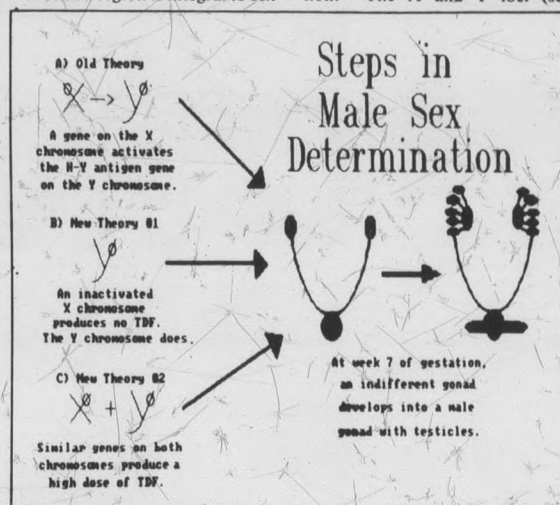 Steps in
Male Sex
Determination
A) Old Theory
A gene on the X
chromosome activates
the H-Y antigen gene
on the Y chromosome.
B) New Theory #1
An inactivated
X chromosome
produces no TDF.
The Y chromosome does.
C) New Theory #2
Similar genes on both
chromosomes produce a
high dose of TDF.
At week 7 of gestation,
an indifferent gonad
develops into a male
gonad with testicles.